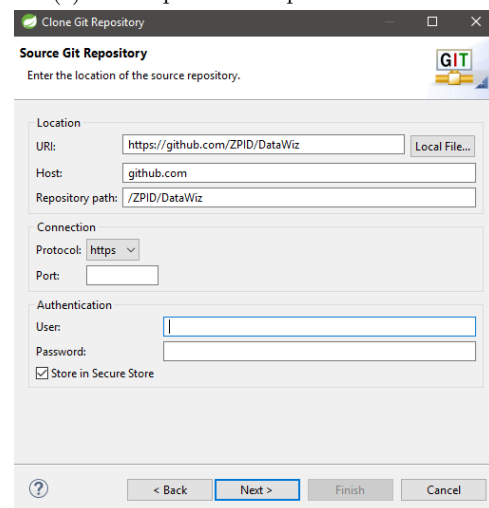 Clone Git Repository
Source Git Repository
Enter the location of the source repository.
GIT
Location
URI: https://github.com/ZPID/DataWiz Local File...
Host: github.com
Repository path: /ZPID/DataWiz
Connection
Protocol: https
Port:
Authentication
User:
Password:
Store in Secure Store
? < Back Next > Finish Cancel